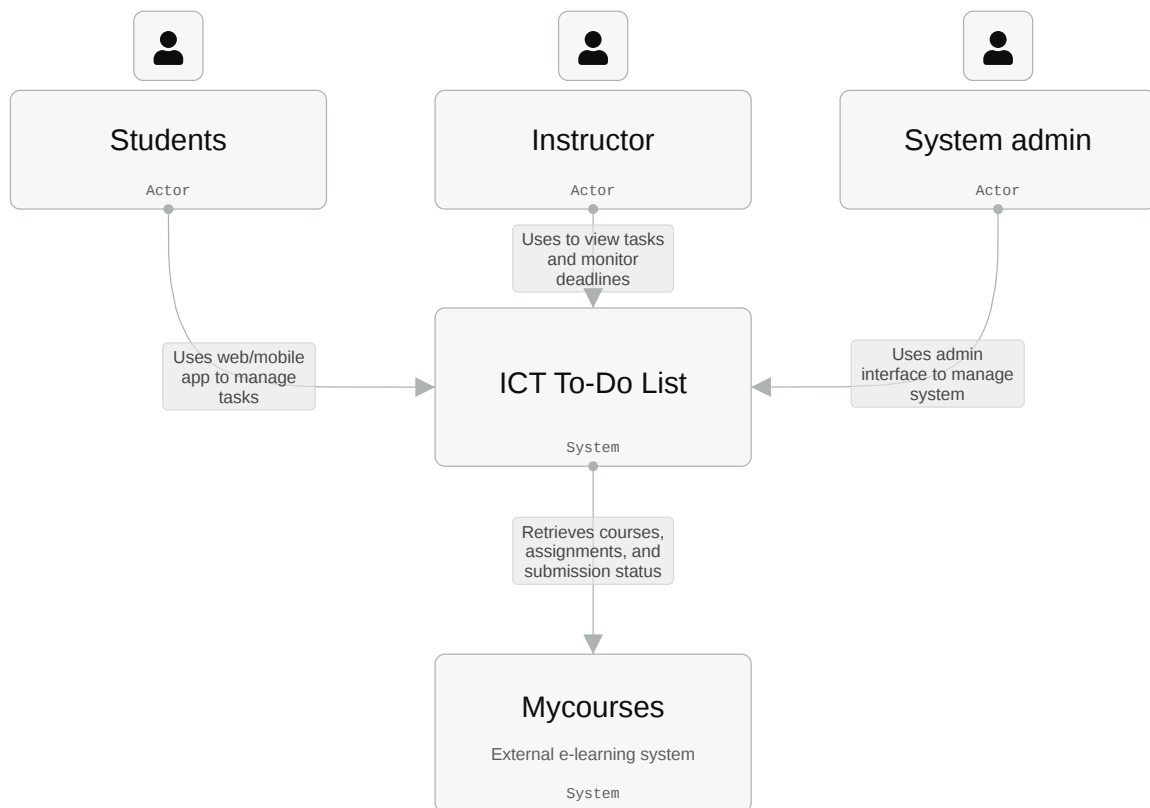 Students
Actor
Instructor
Actor
System admin
Actor
Uses to view tasks
and monitor
deadlines
Uses web/mobile
app to manage
tasks
ICT To-Do List
System
Uses admin
interface to manage
system
Retrieves courses,
assignments, and
submission status
Mycourses
External e-learning system
System